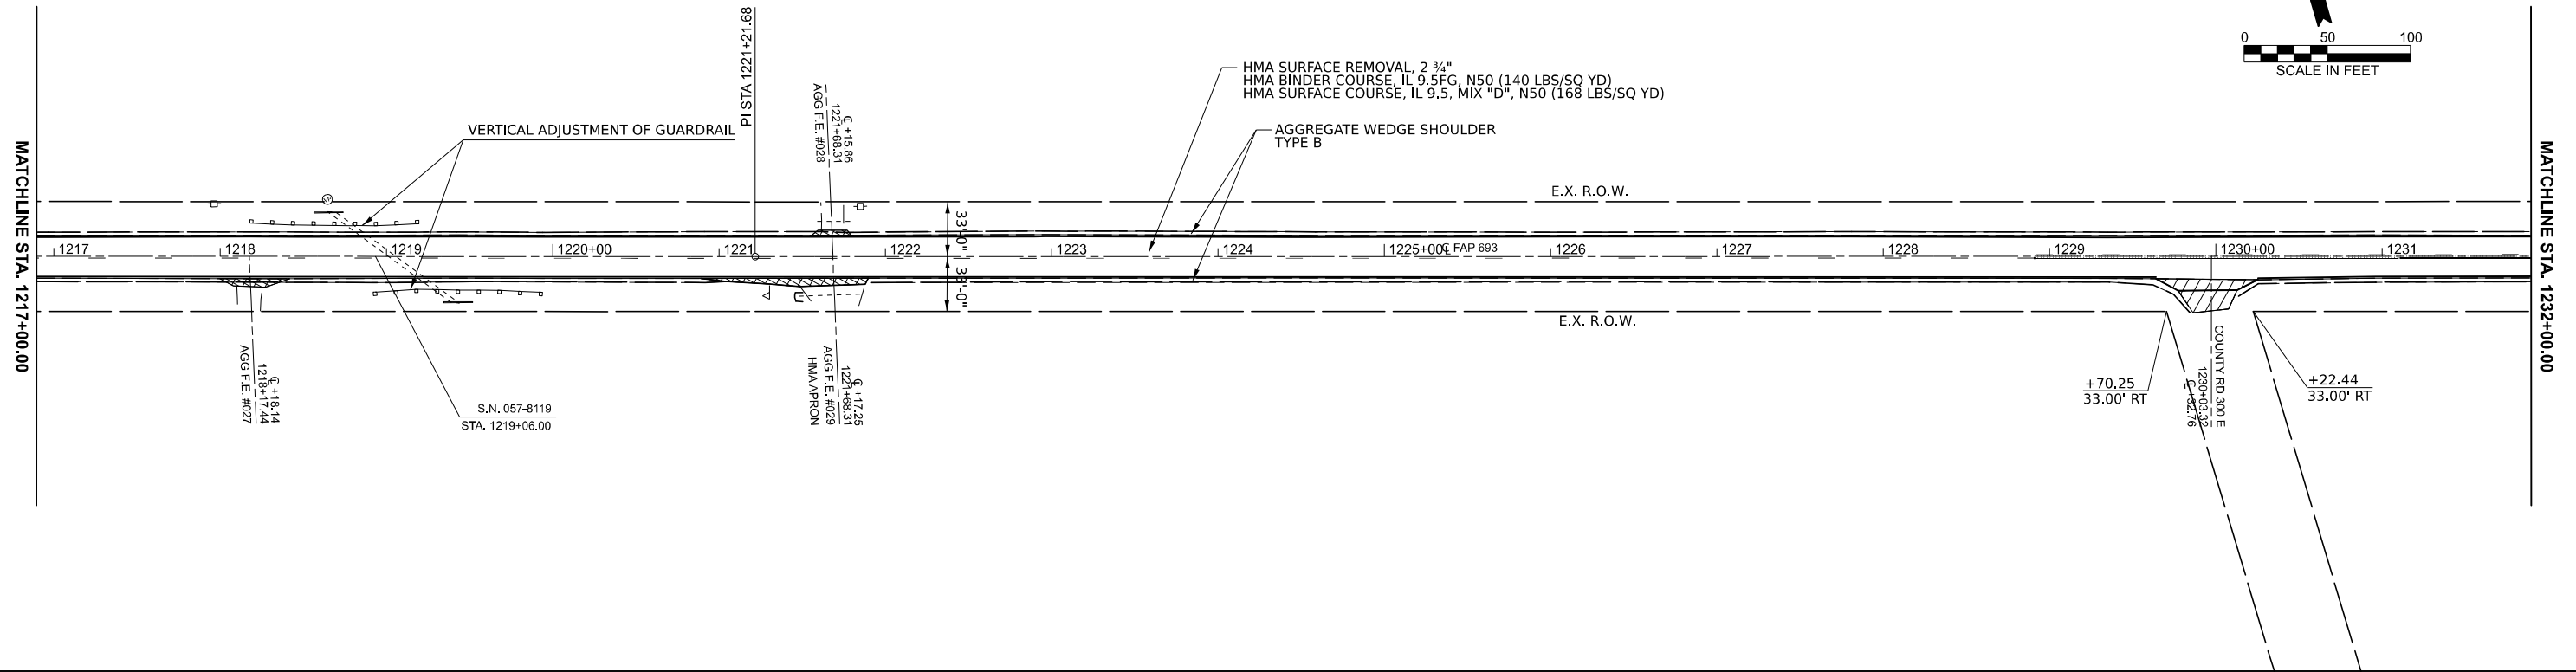 MATCHLINE STA. 1217+00.00
PI STA 1221+21.68
AGG F.E. #028
1221+68.31
℄ +15.86
VERTICAL ADJUSTMENT OF GUARDRAIL
HMA SURFACE REMOVAL, 2 ¾"
HMA BINDER COURSE, IL 9.5FG, N50 (140 LBS/SQ YD)
HMA SURFACE COURSE, IL 9.5, MIX "D", N50 (168 LBS/SQ YD)
AGGREGATE WEDGE SHOULDER
TYPE B
0 50 100
SCALE IN FEET
E.X. R.O.W.
33'-0"
33'-0"
1217 1218 1219 1220+00 1221 1222 1223 1224 1225+00 ℄ FAP 693 1226 1227 1228 1229 1230+00 1231
E.X. R.O.W.
℄ +18.14
1218+17.44
AGG F.E. #027
S.N. 057-8119
STA. 1219+06.00
℄ +17.25
1221+68.31
AGG F.E. #029
HMA APRON
COUNTY RD 300 E
1230+03.32
℄ +32.76
+70.25
33.00' RT
+22.44
33.00' RT
MATCHLINE STA. 1232+00.00